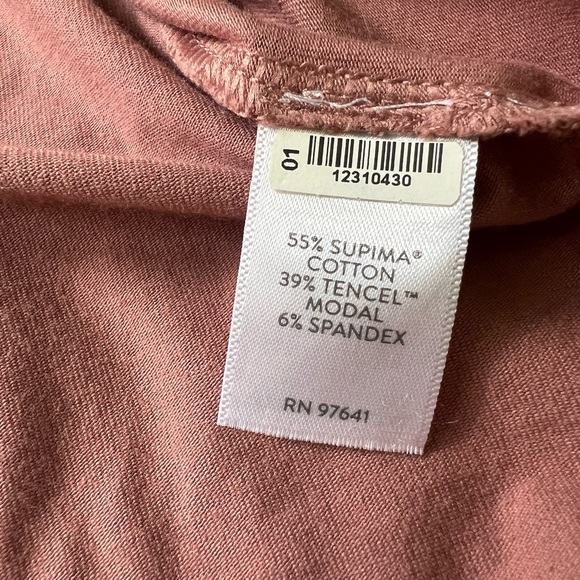 01
12310430
55% SUPIMA®
COTTON
39% TENCEL™
MODAL
6% SPANDEX
RN 97641